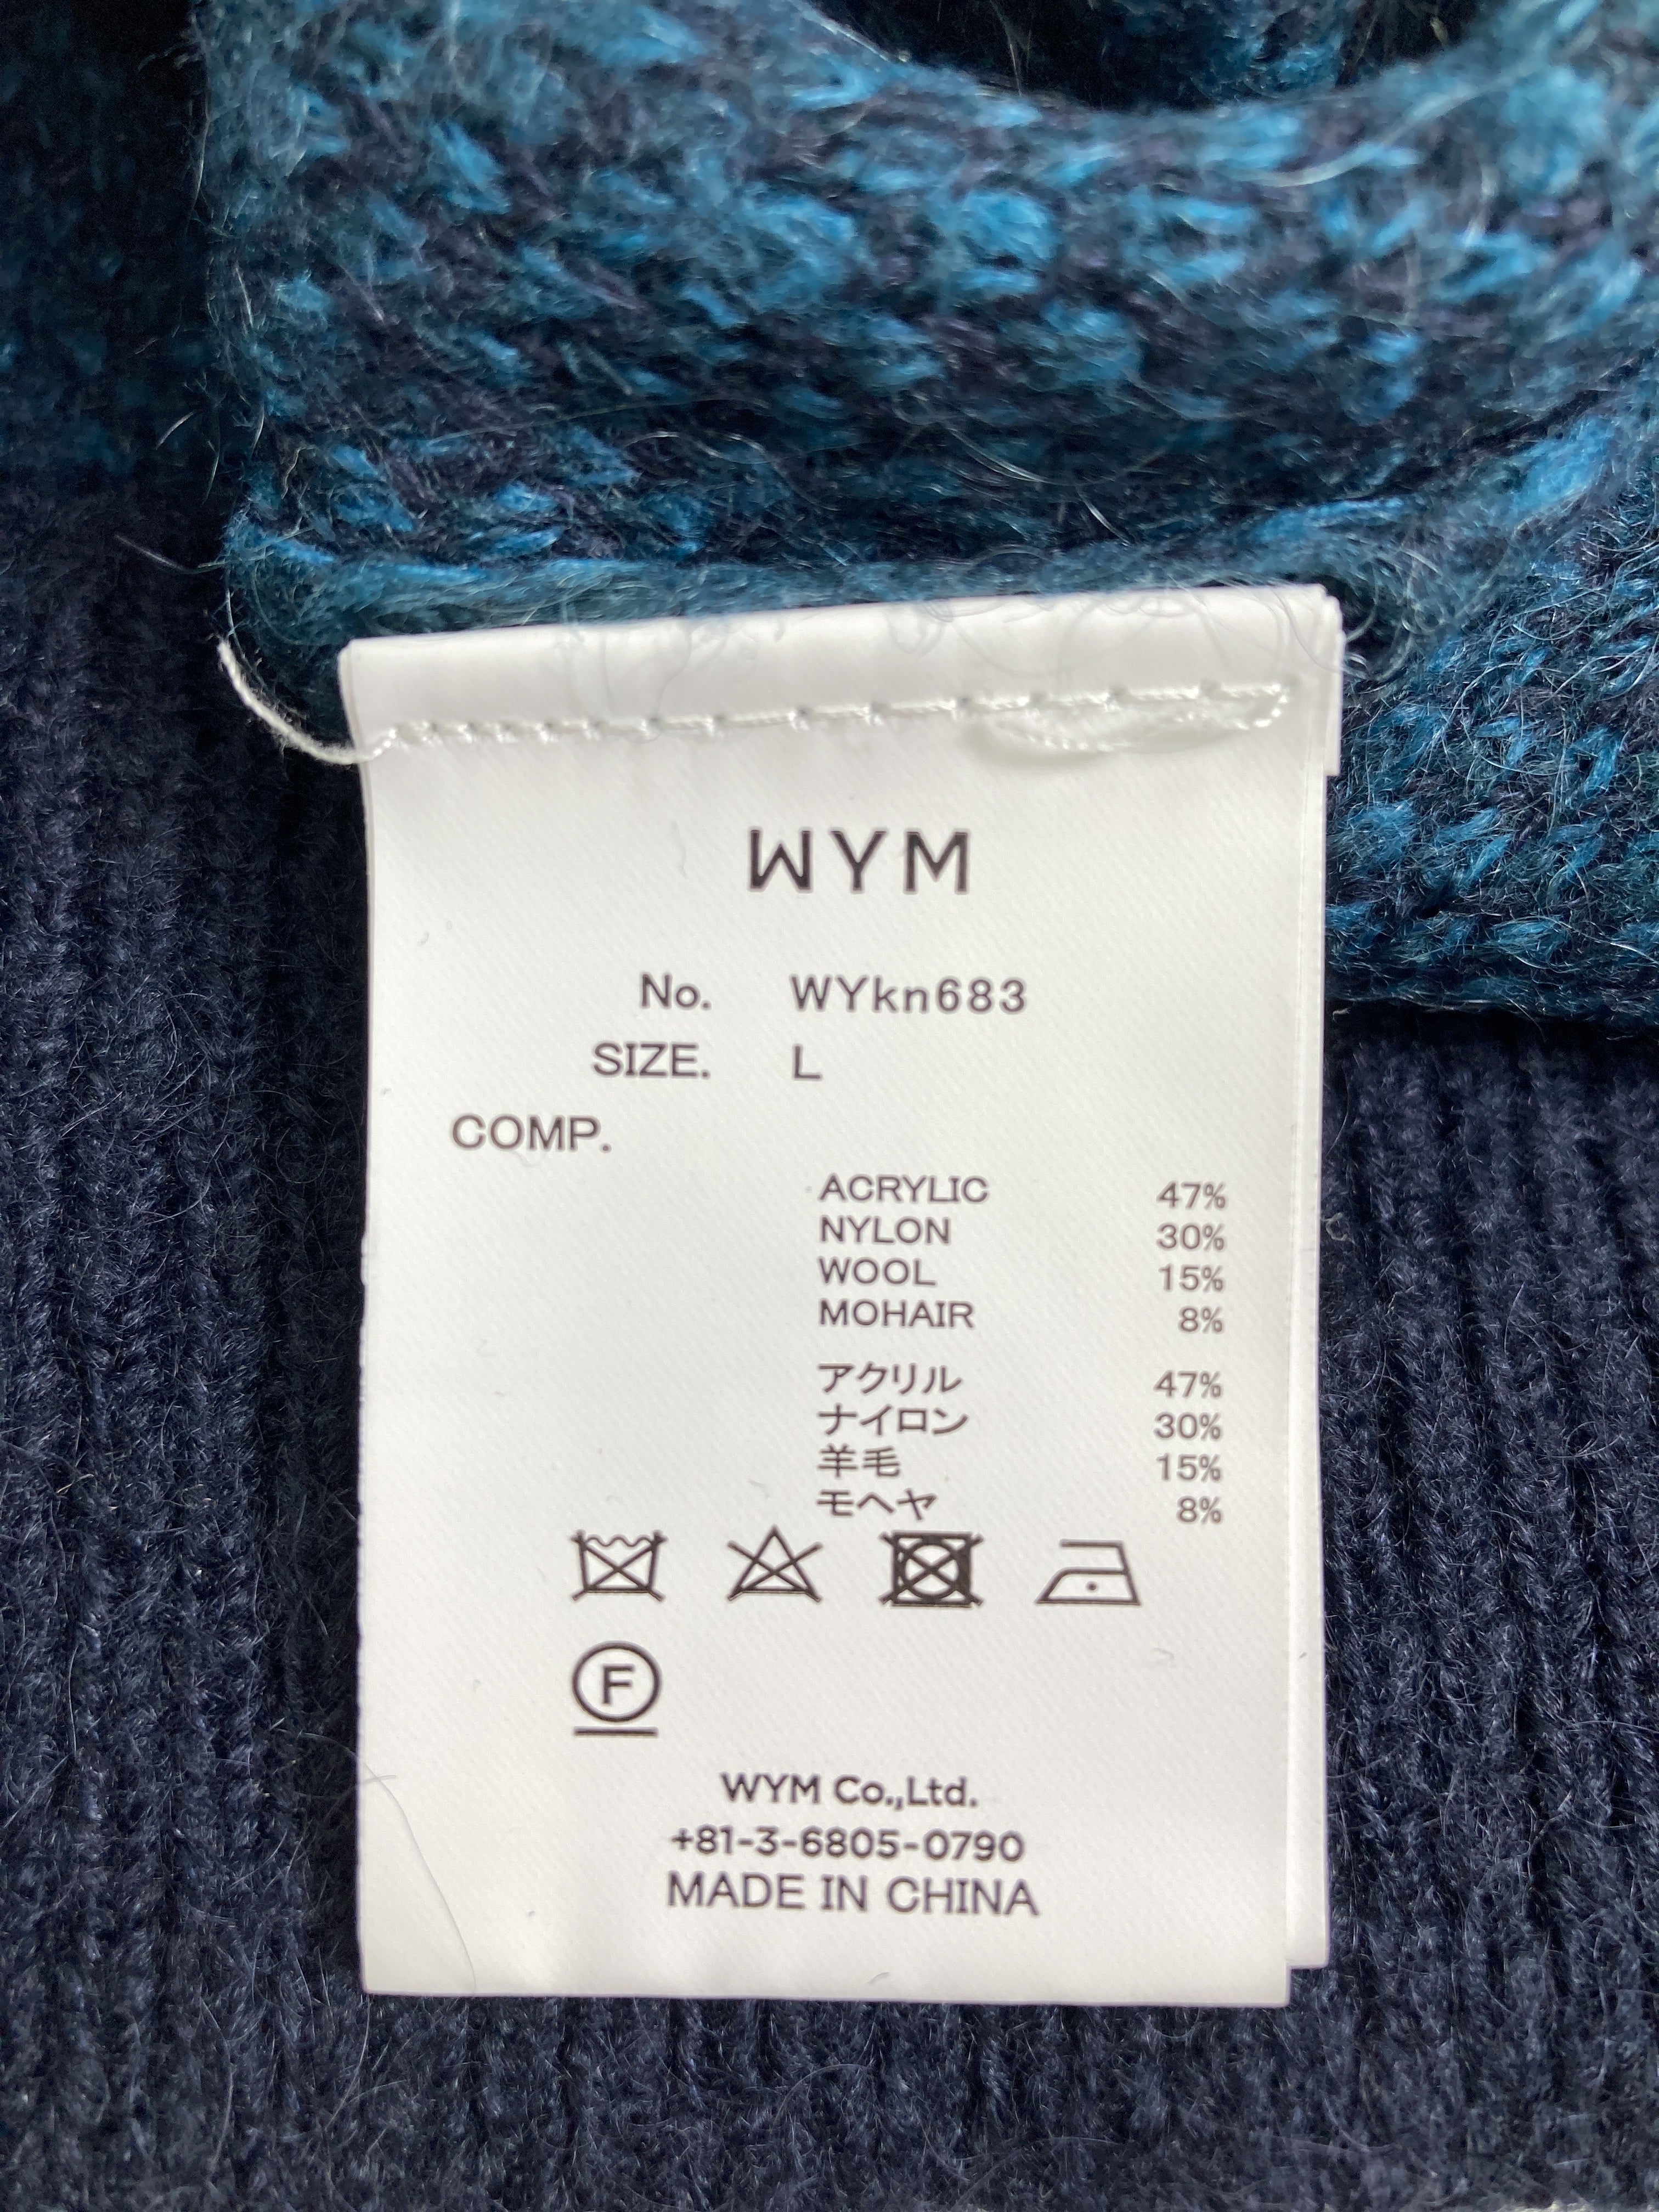 WYM
No. WYkn683
SIZE. L
COMP.
ACRYLIC 47%
NYLON 30%
WOOL 15%
MOHAIR 8%
アクリル 47%
ナイロン 30%
羊毛 15%
モヘヤ 8%
F
WYM Co.,Ltd.
+81-3-6805-0790
MADE IN CHINA